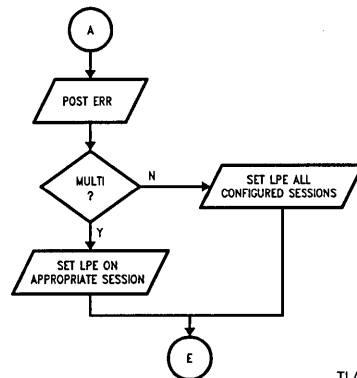 A
POST ERR
MULTI
?
N
SET LPE ALL
CONFIGURED SESSIONS
Y
SET LPE ON
APPROPRIATE SESSION
E